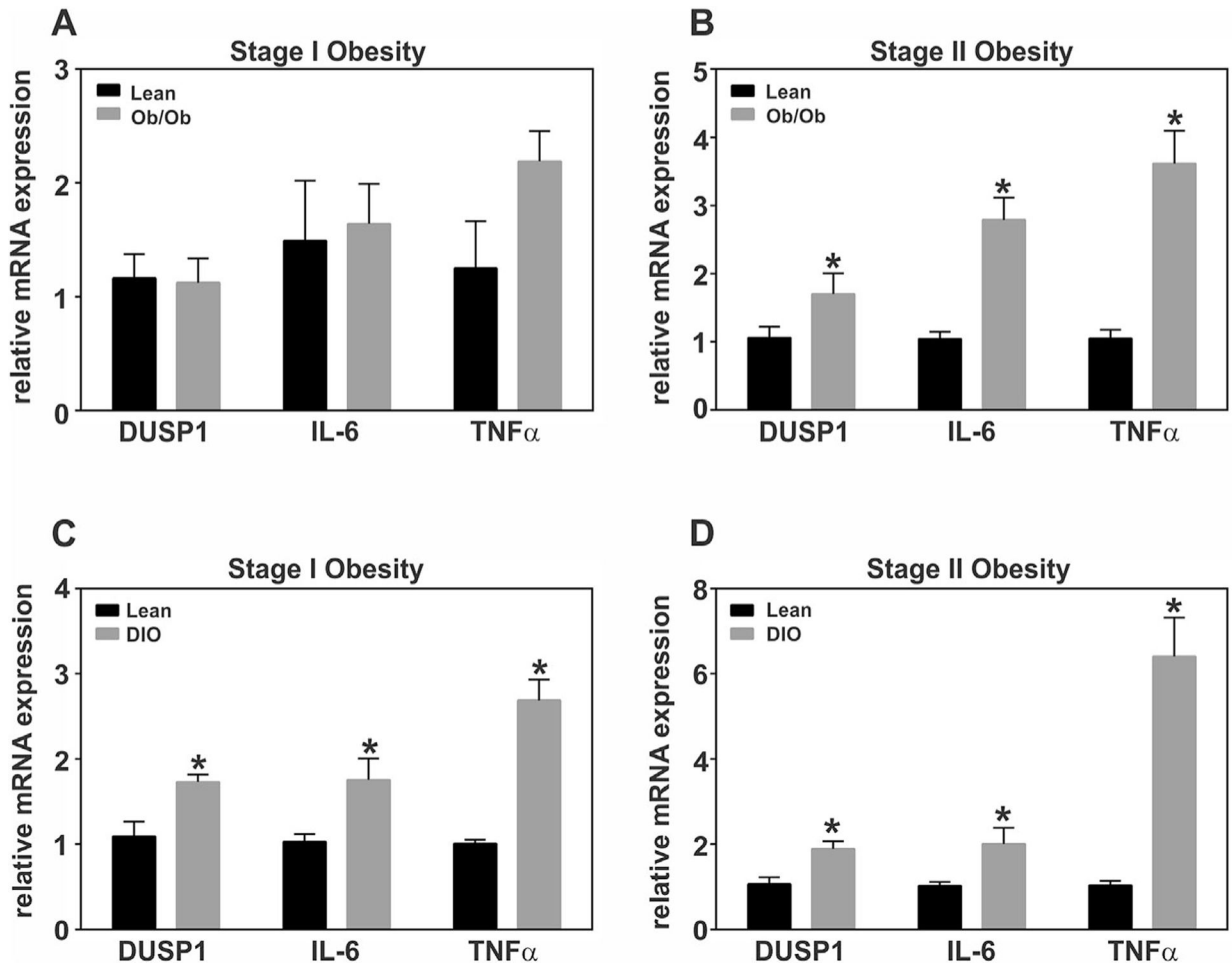 A
Stage I Obesity
relative mRNA expression
3
2
1
0
Lean
Ob/Ob
DUSP1 IL-6 TNFα
B
Stage II Obesity
relative mRNA expression
5
4
3
2
1
0
Lean
Ob/Ob
*
*
*
DUSP1 IL-6 TNFα
C
Stage I Obesity
relative mRNA expression
4
3
2
1
0
Lean
DIO
*
*
*
DUSP1 IL-6 TNFα
D
Stage II Obesity
relative mRNA expression
8
6
4
2
0
Lean
DIO
*
*
*
DUSP1 IL-6 TNFα